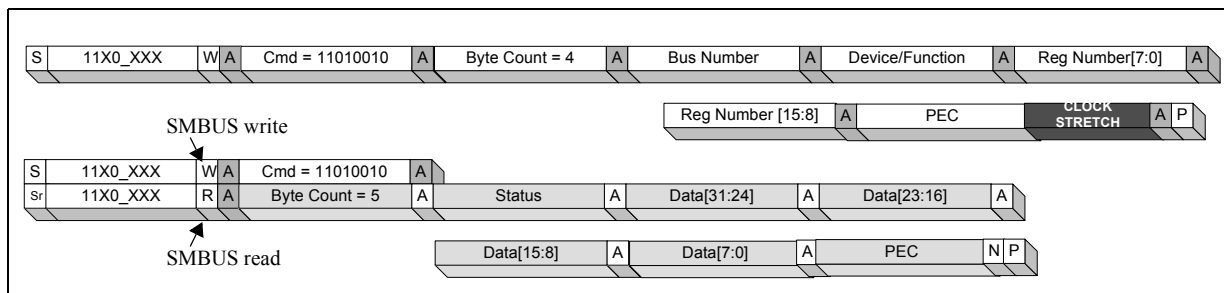 S 11X0_XXX W A Cmd = 11010010 A Byte Count = 4 A Bus Number A Device/Function A Reg Number[7:0] A
Reg Number [15:8] A PEC CLOCK STRETCH A P
SMBUS write
S 11X0_XXX W A Cmd = 11010010 A
Sr 11X0_XXX R A Byte Count = 5 A Status A Data[31:24] A Data[23:16] A
SMBUS read
Data[15:8] A Data[7:0] A PEC N P